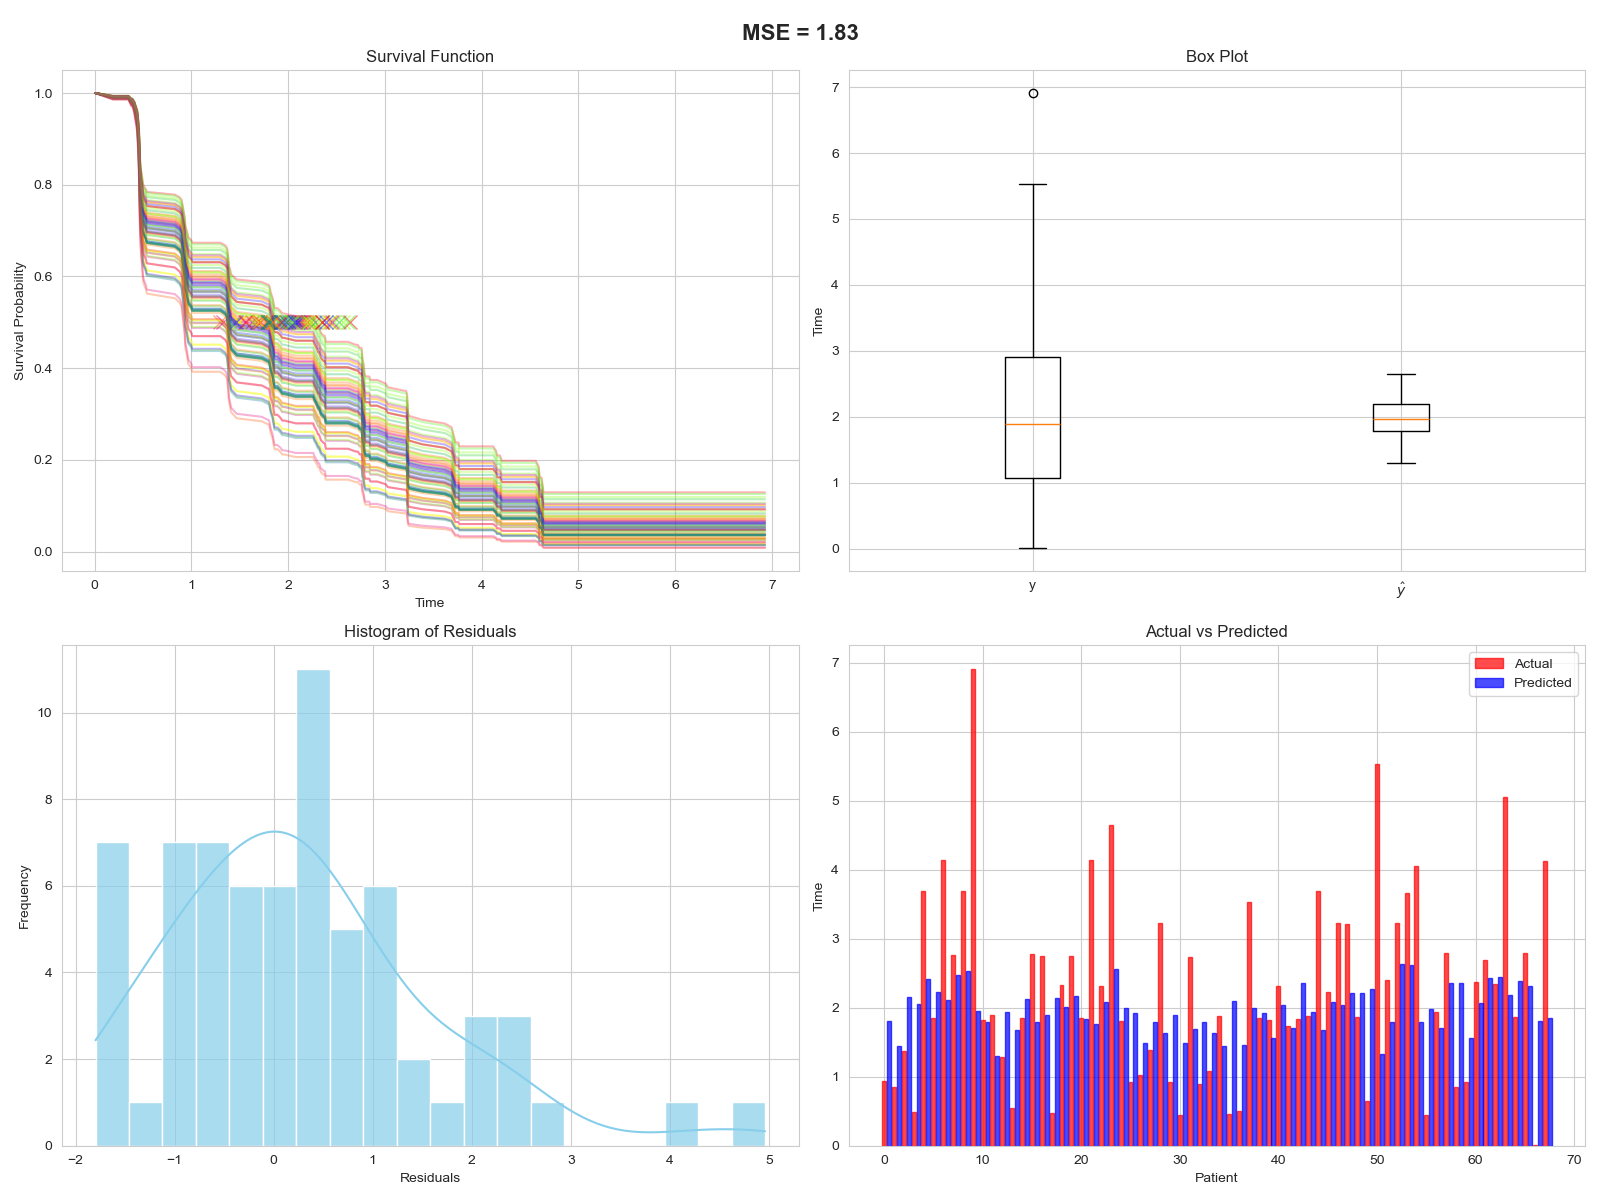 MSE = 1.83
Survival Function
1.0
0.8
0.6
0.4
0.2
0.0
Survival Probability
0 1 2 3 4 5 6 7
Time
Box Plot
7
6
5
4
3
2
1
0
Time
y ŷ
Histogram of Residuals
10
8
6
4
2
0
Frequency
−2 −1 0 1 2 3 4 5
Residuals
Actual vs Predicted
Actual
Predicted
7
6
5
4
3
2
1
0
Time
0 10 20 30 40 50 60 70
Patient